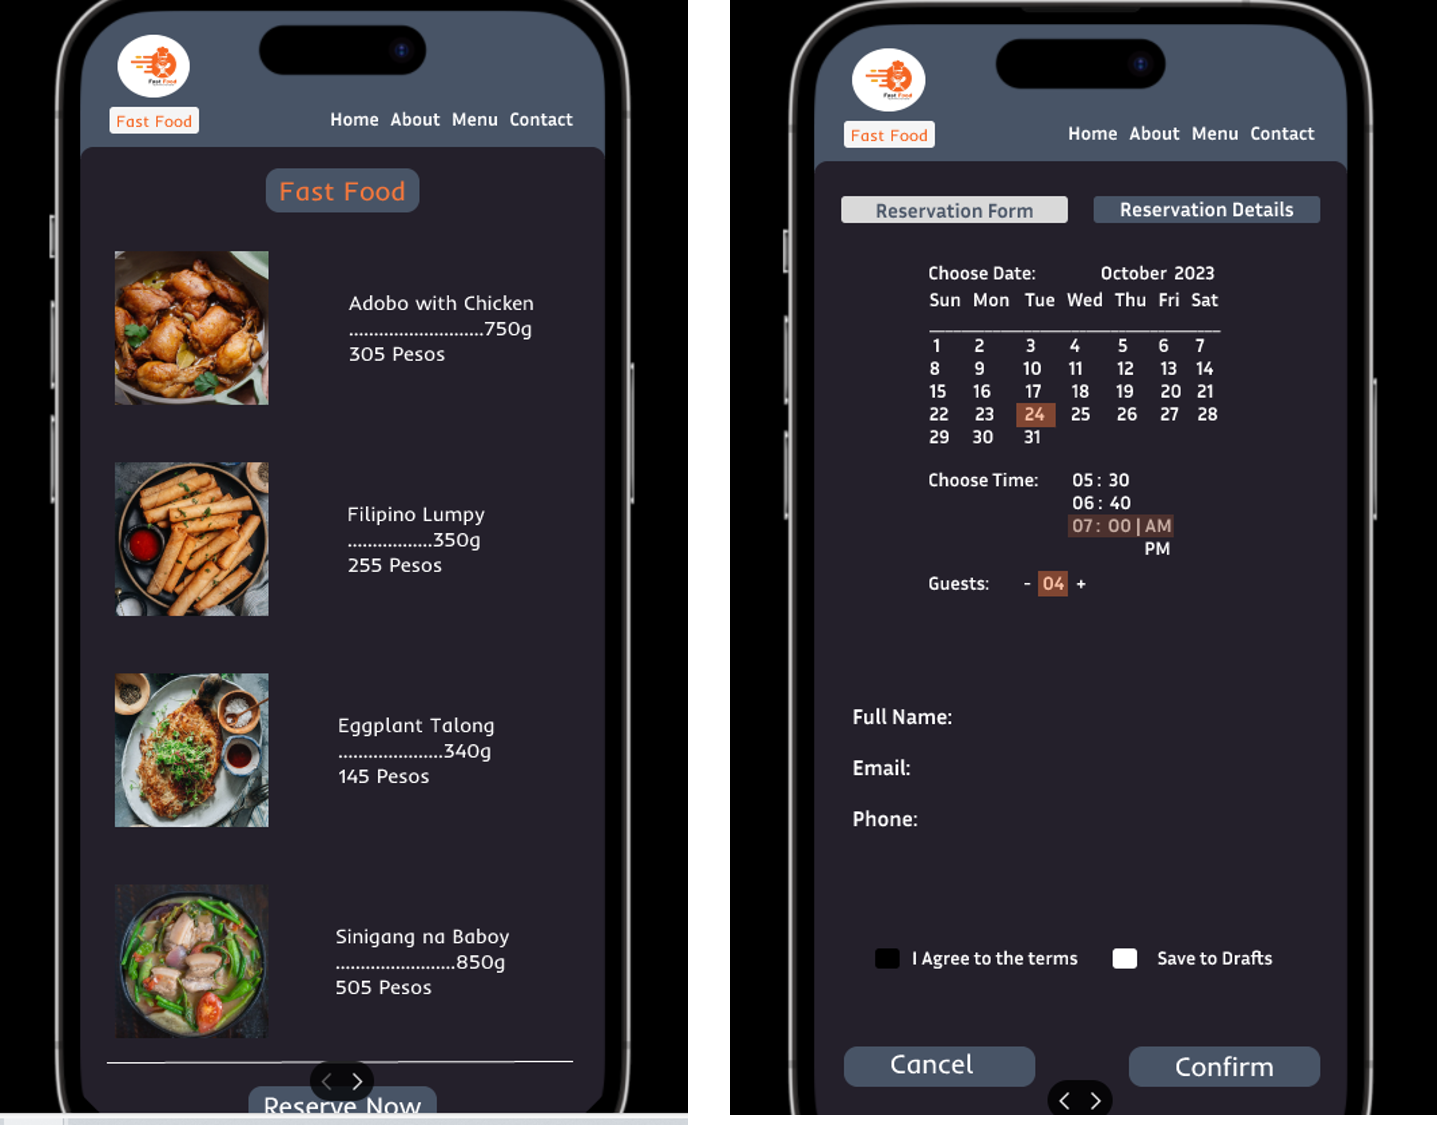 Fast Food
Fast Food
Home About Menu Contact
Fast Food
Adobo with Chicken
...........................750g
305 Pesos
Filipino Lumpy
.................350g
255 Pesos
Eggplant Talong
.....................340g
145 Pesos
Sinigang na Baboy
........................850g
505 Pesos
< >
Reserve Now
Fast Food
Fast Food
Home About Menu Contact
Reservation Form Reservation Details
Choose Date: October 2023
Sun Mon Tue Wed Thu Fri Sat
1 2 3 4 5 6 7
8 9 10 11 12 13 14
15 16 17 18 19 20 21
22 23 24 25 26 27 28
29 30 31
Choose Time: 05 : 30
06 : 40
07 : 00 | AM
PM
Guests: - 04 +
Full Name:
Email:
Phone:
I Agree to the terms Save to Drafts
Cancel Confirm
< >